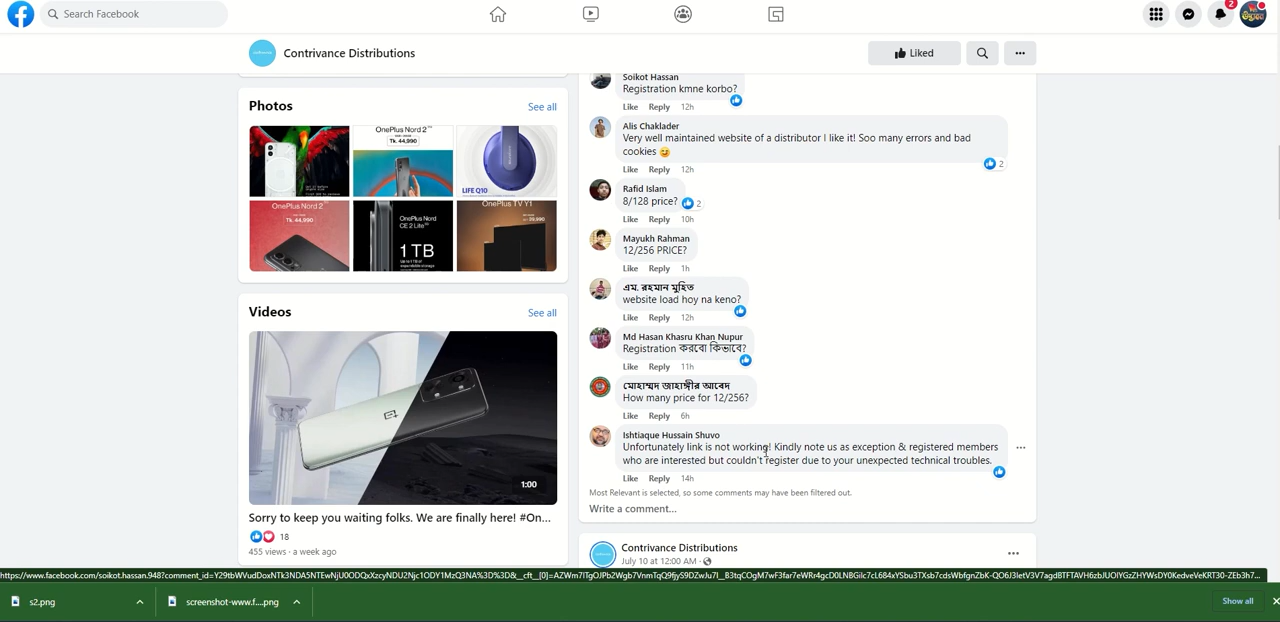 Search Facebook
2
Contrivance Distributions
Liked
Photos
See all
OnePlus Nord 2
Tk. 44,990
LIFE Q10
OnePlus Nord 2
Tk. 44,990
OnePlus Nord
CE 2 Lite
1 TB
OnePlus TV Y1
Videos
See all
1:00
Sorry to keep you waiting folks. We are finally here! #On...
18
455 views · a week ago
Soikot Hassan
Registration kmne korbo?
Like Reply 12h
Alis Chaklader
Very well maintained website of a distributor I like it! Soo many errors and bad
cookies
2
Like Reply 12h
Rafid Islam
8/128 price?
2
Like Reply 10h
Mayukh Rahman
12/256 PRICE?
Like Reply 1h
এম. রহমান মুহিত
website load hoy na keno?
Like Reply 12h
Md Hasan Khasru Khan Nupur
Registration করবো কিভাবে?
Like Reply 11h
মোহাম্মদ জাহাঙ্গীর আবেদ
How many price for 12/256?
Like Reply 6h
Ishtiaque Hussain Shuvo
Unfortunately link is not working! Kindly note us as exception & registered members
who are interested but couldn't register due to your unexpected technical troubles.
Like Reply 14h
Most Relevant is selected, so some comments may have been filtered out.
Write a comment...
Contrivance Distributions
July 10 at 12:00 AM ·
s2.png
screenshot-www.f....png
Show all